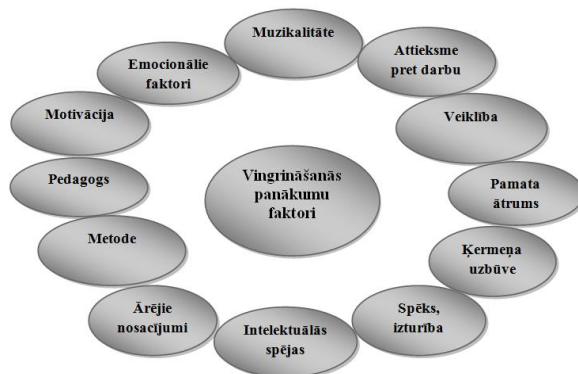 Muzikalitāte
Attieksme
pret darbu
Veiklība
Pamata
ātrums
Ķermeņa
uzbūve
Spēks,
izturība
Intelektuālās
spējas
Ārējie
nosacījumi
Metode
Pedagogs
Motivācija
Emocionālie
faktori
Vingrināšanās
panākumu
faktori